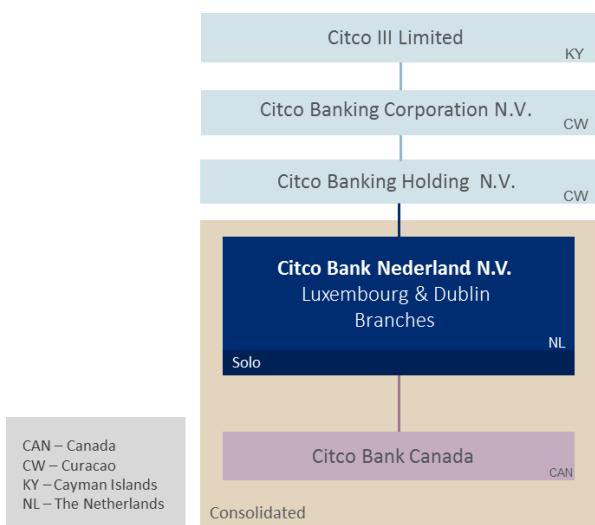 Citco III Limited
KY
Citco Banking Corporation N.V.
CW
Citco Banking Holding N.V.
CW
Citco Bank Nederland N.V.
Luxembourg & Dublin
Branches
NL
Solo
Citco Bank Canada
CAN
Consolidated
CAN – Canada
CW – Curacao
KY – Cayman Islands
NL – The Netherlands